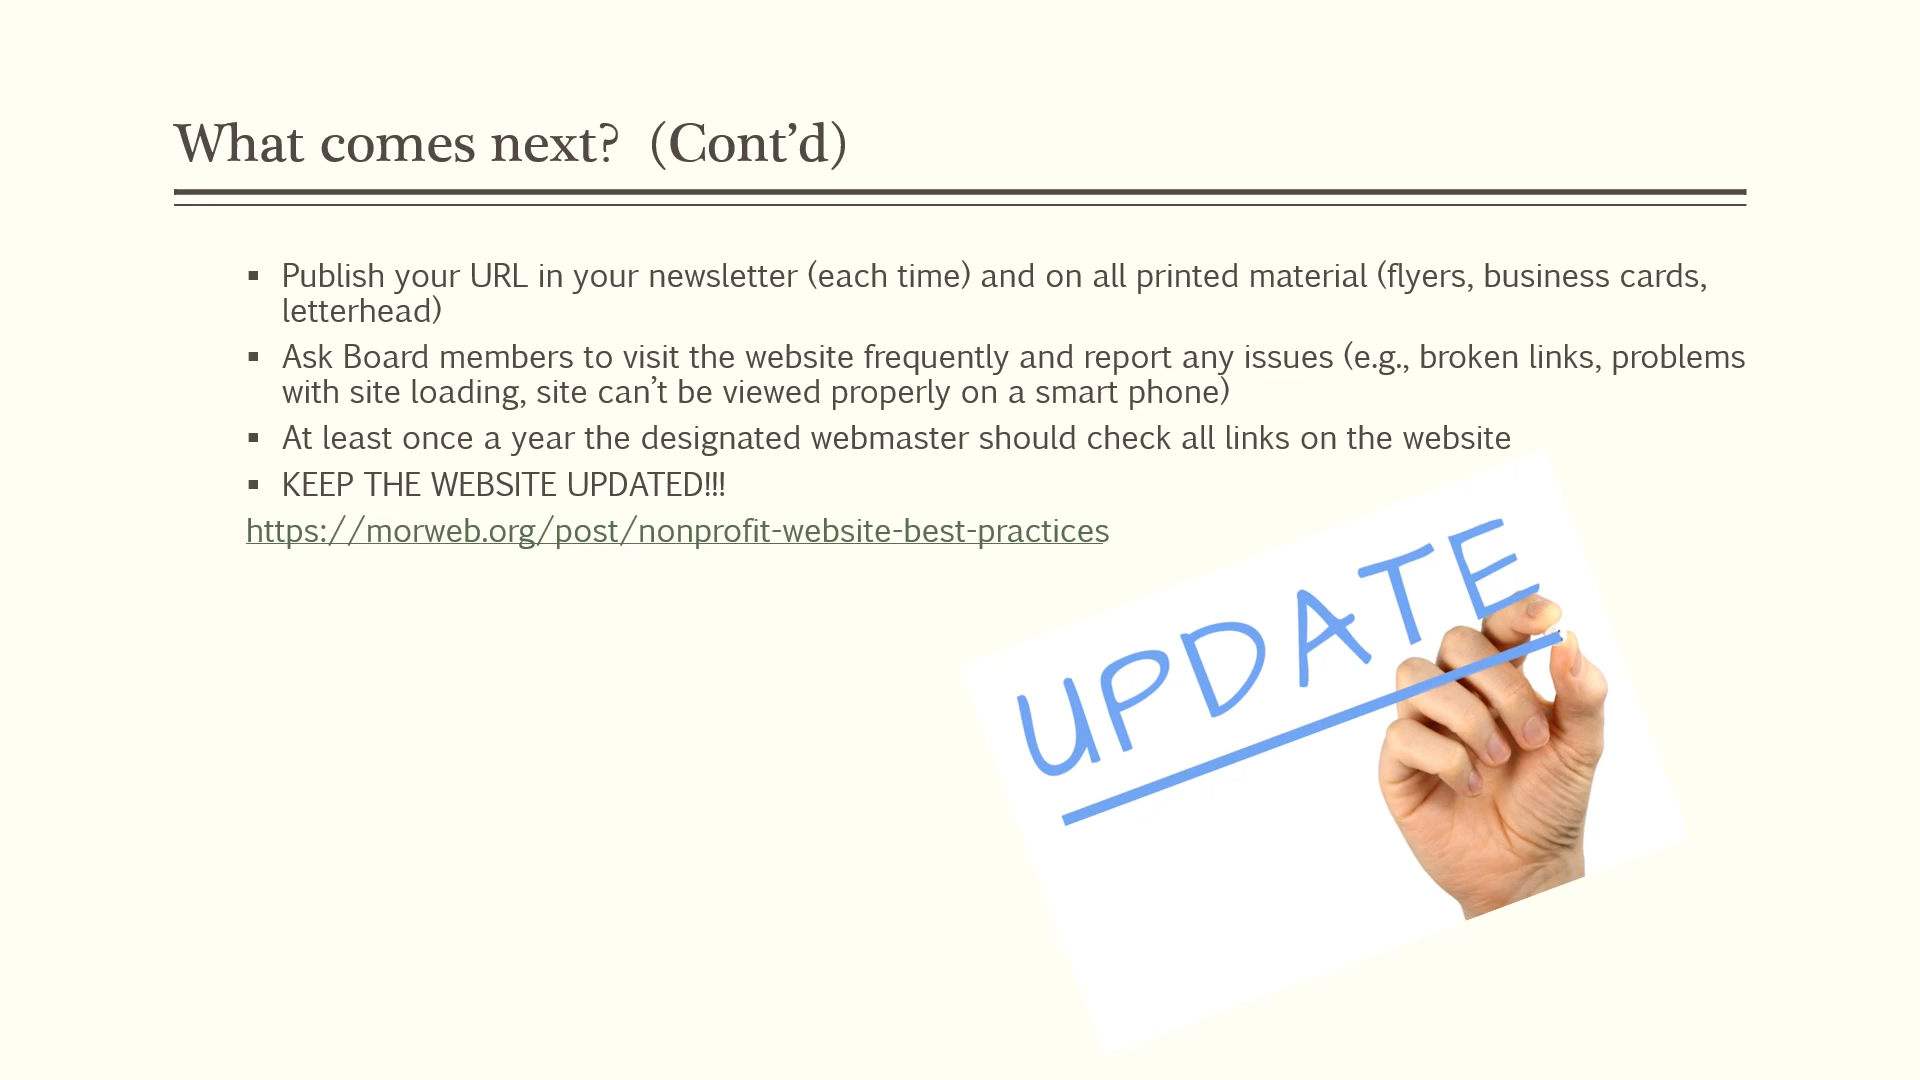 What comes next?  (Cont’d)
▪ Publish your URL in your newsletter (each time) and on all printed material (flyers, business cards,
letterhead)
▪ Ask Board members to visit the website frequently and report any issues (e.g., broken links, problems
with site loading, site can’t be viewed properly on a smart phone)
▪ At least once a year the designated webmaster should check all links on the website
▪ KEEP THE WEBSITE UPDATED!!!
https://morweb.org/post/nonprofit-website-best-practices
UPDATE